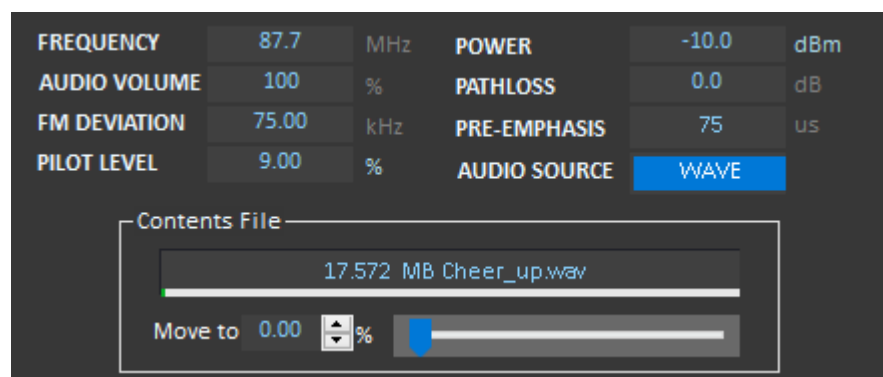 FREQUENCY 87.7 MHz POWER -10.0 dBm
AUDIO VOLUME 100 % PATHLOSS 0.0 dB
FM DEVIATION 75.00 kHz PRE-EMPHASIS 75 us
PILOT LEVEL 9.00 % AUDIO SOURCE WAVE
Contents File
17.572 MB Cheer_up.wav
Move to 0.00 %